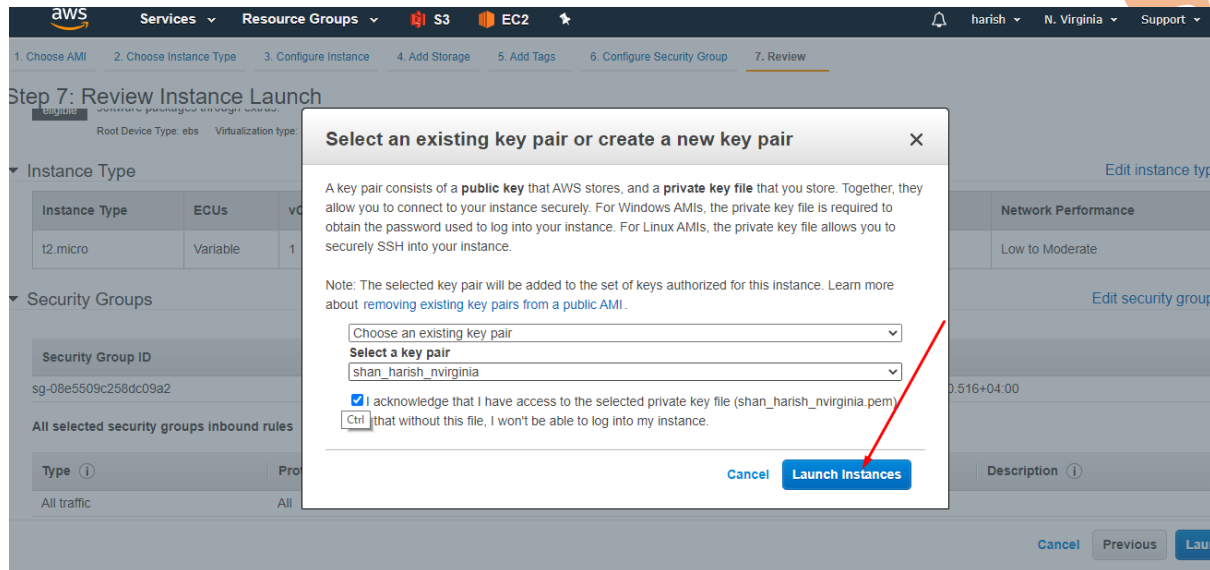 aws Services Resource Groups S3 EC2 harish N. Virginia Support
1. Choose AMI 2. Choose Instance Type 3. Configure Instance 4. Add Storage 5. Add Tags 6. Configure Security Group 7. Review
Step 7: Review Instance Launch
eligible software packages through extras.
Root Device Type: ebs Virtualization type:
Select an existing key pair or create a new key pair
A key pair consists of a public key that AWS stores, and a private key file that you store. Together, they
allow you to connect to your instance securely. For Windows AMIs, the private key file is required to
obtain the password used to log into your instance. For Linux AMIs, the private key file allows you to
securely SSH into your instance.
Note: The selected key pair will be added to the set of keys authorized for this instance. Learn more
about removing existing key pairs from a public AMI.
Choose an existing key pair
Select a key pair
shan_harish_nvirginia
I acknowledge that I have access to the selected private key file (shan_harish_nvirginia.pem)
Ctrl that without this file, I won't be able to log into my instance.
Cancel Launch Instances
Instance Type Edit instance typ
Instance Type ECUs vC Network Performance
t2.micro Variable 1 Low to Moderate
Security Groups Edit security group
Security Group ID
sg-08e5509c258dc09a2 0.516+04:00
All selected security groups inbound rules
Type Pro Description
All traffic All
Cancel Previous Lau